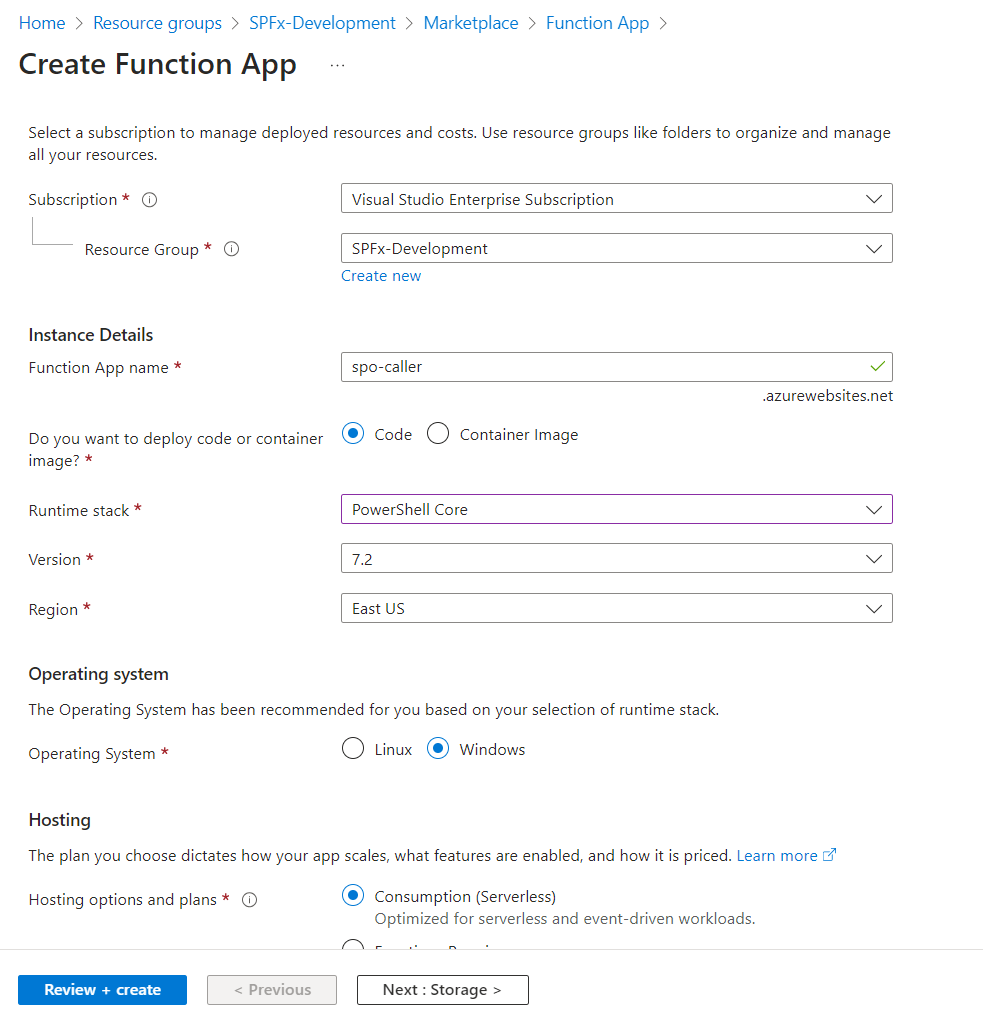 Home > Resource groups > SPFx-Development > Marketplace > Function App >
Create Function App ...
Select a subscription to manage deployed resources and costs. Use resource groups like folders to organize and manage
all your resources.
Subscription *
Visual Studio Enterprise Subscription
Resource Group *
SPFx-Development
Create new
Instance Details
Function App name *
spo-caller
.azurewebsites.net
Do you want to deploy code or container
image? *
Code Container Image
Runtime stack *
PowerShell Core
Version *
7.2
Region *
East US
Operating system
The Operating System has been recommended for you based on your selection of runtime stack.
Operating System *
Linux Windows
Hosting
The plan you choose dictates how your app scales, what features are enabled, and how it is priced. Learn more
Hosting options and plans *
Consumption (Serverless)
Optimized for serverless and event-driven workloads.
Review + create < Previous Next : Storage >